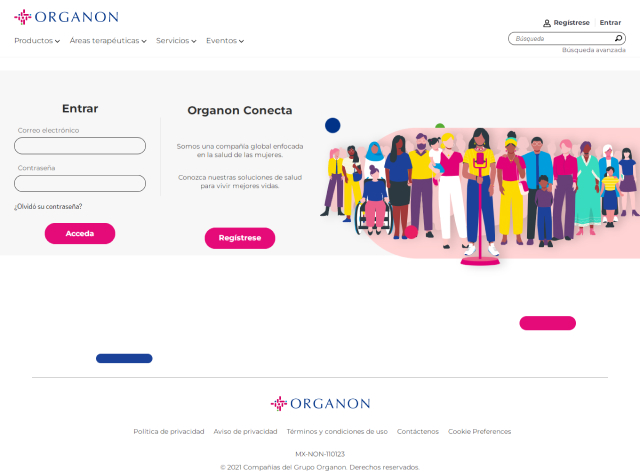 ORGANON
Regístrese Entrar
Búsqueda
Búsqueda avanzada
Productos Áreas terapéuticas Servicios Eventos
Entrar
Correo electrónico
Contraseña
¿Olvidó su contraseña?
Acceda
Organon Conecta
Somos una compañía global enfocada
en la salud de las mujeres.
Conozca nuestras soluciones de salud
para vivir mejores vidas.
Regístrese
ORGANON
Política de privacidad Aviso de privacidad Términos y condiciones de uso Contáctenos Cookie Preferences
MX-NON-110123
© 2021 Compañías del Grupo Organon. Derechos reservados.